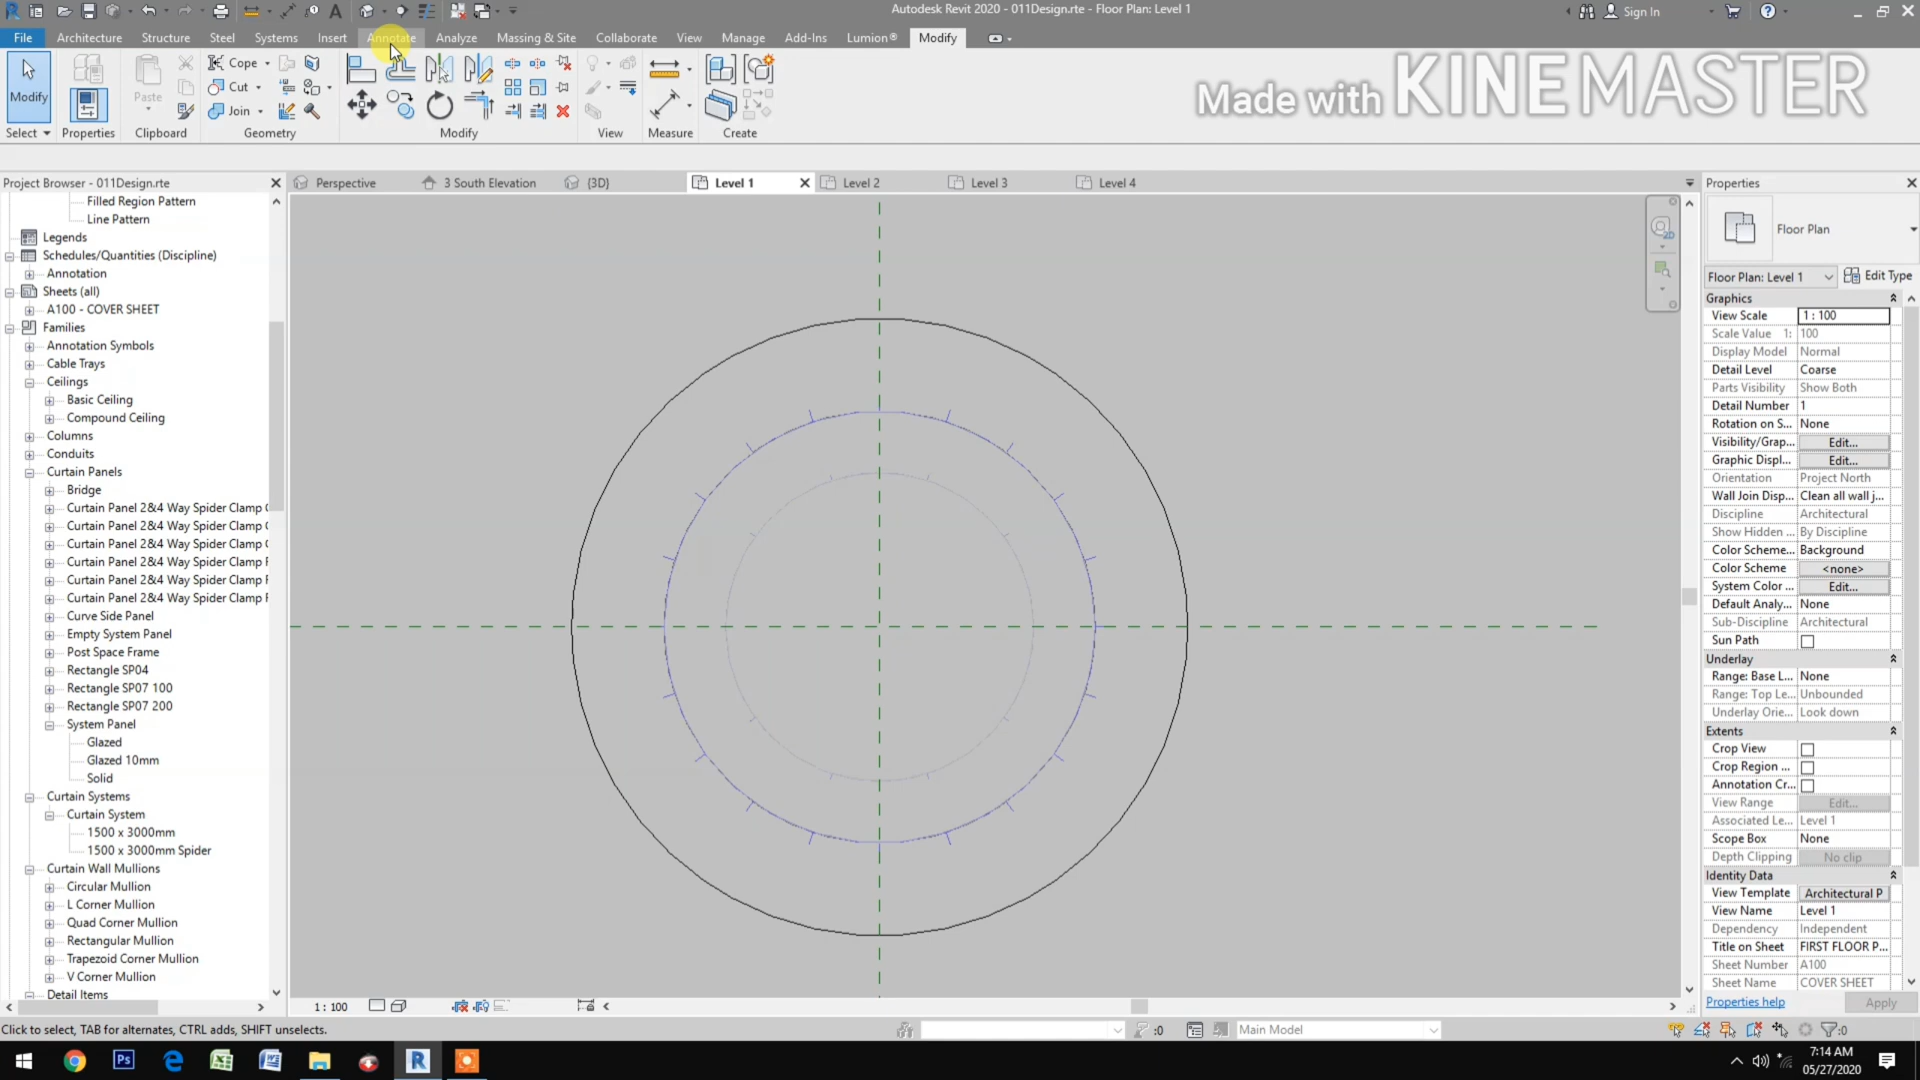 Autodesk Revit 2020 - 011Design.rte - Floor Plan: Level 1
Sign In
File Architecture Structure Steel Systems Insert Annotate Analyze Massing & Site Collaborate View Manage Add-Ins Lumion® Modify
Modify
Paste
Cope
Cut
Join
Select Properties Clipboard Geometry Modify View Measure Create
Made with KINEMASTER
Project Browser - 011Design.rte
Perspective 3 South Elevation {3D} Level 1 Level 2 Level 3 Level 4
Properties
Filled Region Pattern
Line Pattern
Legends
Schedules/Quantities (Discipline)
Annotation
Sheets (all)
A100 - COVER SHEET
Families
Annotation Symbols
Cable Trays
Ceilings
Basic Ceiling
Compound Ceiling
Columns
Conduits
Curtain Panels
Bridge
Curtain Panel 2&4 Way Spider Clamp
Curtain Panel 2&4 Way Spider Clamp
Curtain Panel 2&4 Way Spider Clamp
Curtain Panel 2&4 Way Spider Clamp
Curtain Panel 2&4 Way Spider Clamp
Curtain Panel 2&4 Way Spider Clamp
Curve Side Panel
Empty System Panel
Post Space Frame
Rectangle SP04
Rectangle SP07 100
Rectangle SP07 200
System Panel
Glazed
Glazed 10mm
Solid
Curtain Systems
Curtain System
1500 x 3000mm
1500 x 3000mm Spider
Curtain Wall Mullions
Circular Mullion
L Corner Mullion
Quad Corner Mullion
Rectangular Mullion
Trapezoid Corner Mullion
V Corner Mullion
Detail Items
2D
Floor Plan
Floor Plan: Level 1 Edit Type
Graphics
View Scale 1 : 100
Scale Value 1: 100
Display Model Normal
Detail Level Coarse
Parts Visibility Show Both
Detail Number 1
Rotation on S... None
Visibility/Grap... Edit...
Graphic Displ... Edit...
Orientation Project North
Wall Join Disp... Clean all wall j...
Discipline Architectural
Show Hidden ... By Discipline
Color Scheme... Background
Color Scheme <none>
System Color ... Edit...
Default Analy... None
Sub-Discipline Architectural
Sun Path
Underlay
Range: Base L... None
Range: Top Le... Unbounded
Underlay Orie... Look down
Extents
Crop View
Crop Region ...
Annotation Cr...
View Range Edit...
Associated Le... Level 1
Scope Box None
Depth Clipping No clip
Identity Data
View Template Architectural P
View Name Level 1
Dependency Independent
Title on Sheet FIRST FLOOR P...
Sheet Number A100
Sheet Name COVER SHEET
Properties help Apply
1 : 100
Click to select, TAB for alternates, CTRL adds, SHIFT unselects.
:0
Main Model
:0
7:14 AM
05/27/2020